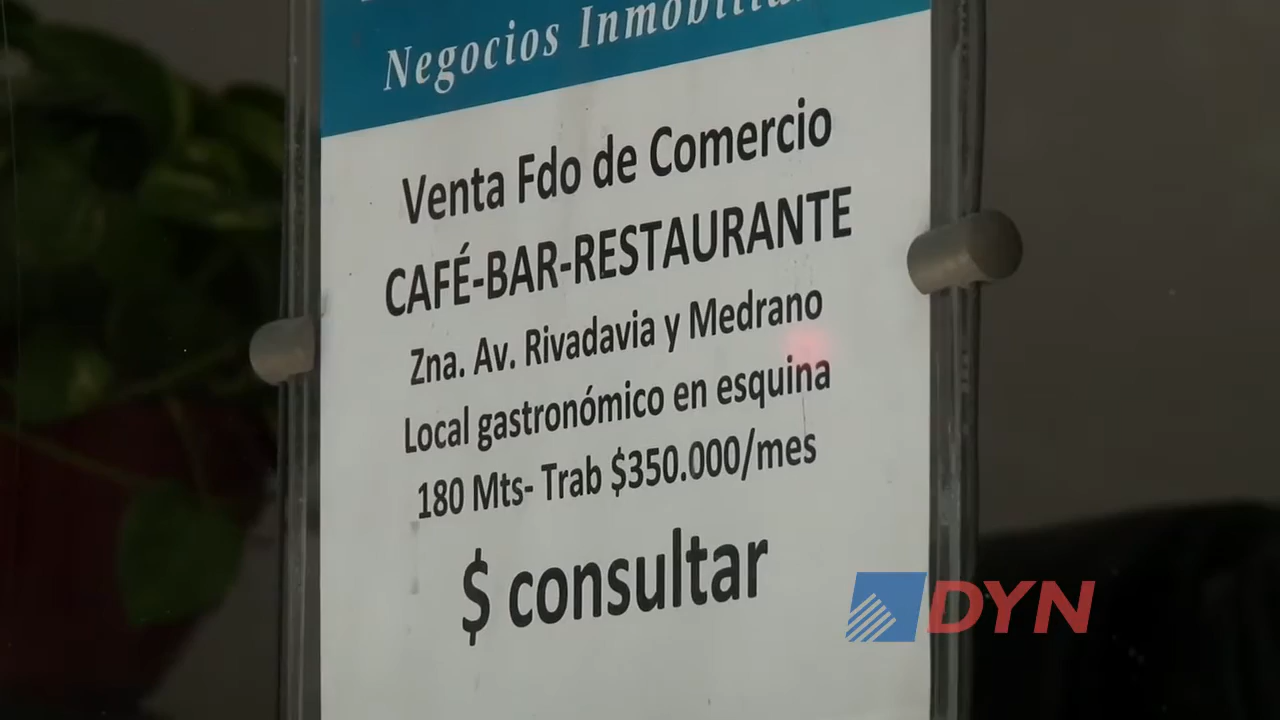 Negocios
Venta Fdo de Comercio
CAFÉ-BAR-RESTAURANTE
Zna. Av. Rivadavia y Medrano
Local gastronómico en esquina
180 Mts- Trab $350.000/mes
$ consultar
DYN